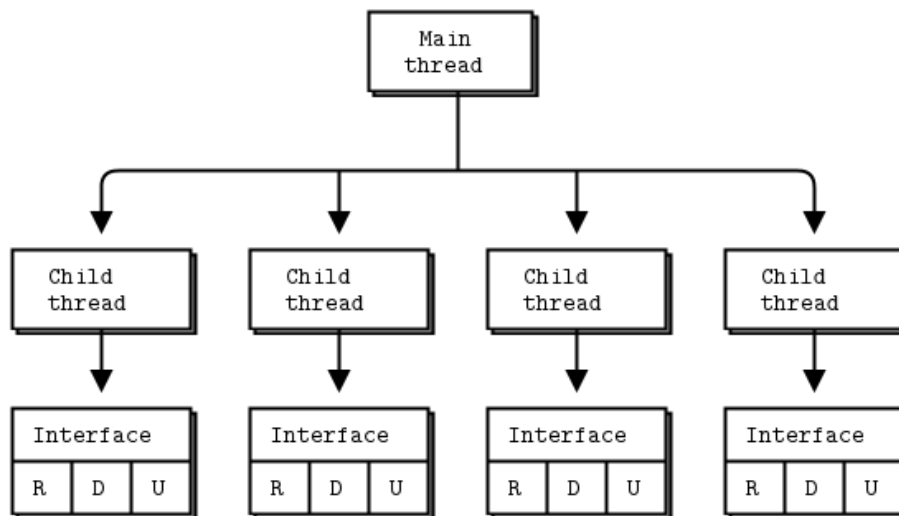 Main
thread
Child
thread
Child
thread
Child
thread
Child
thread
Interface
Interface
Interface
Interface
R D U
R D U
R D U
R D U